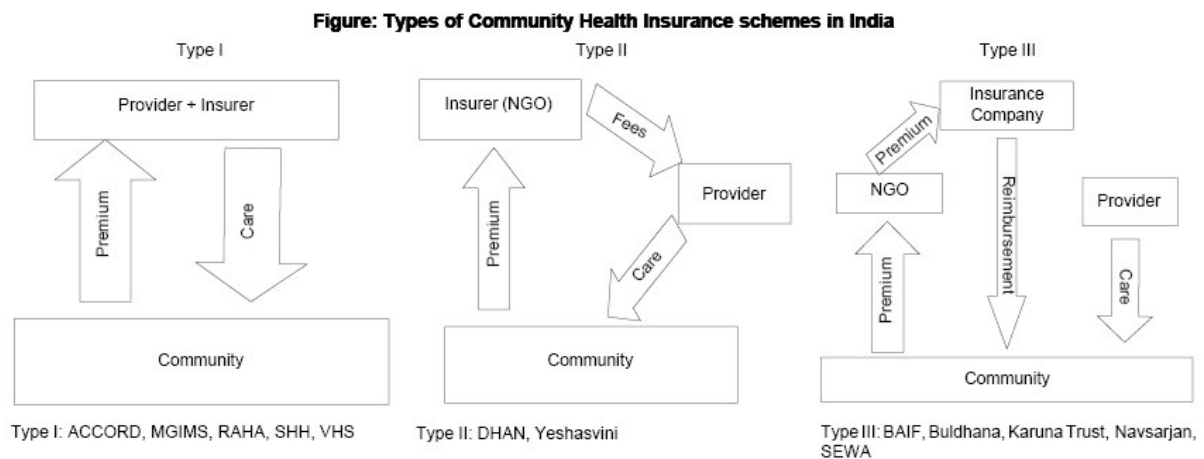 Figure: Types of Community Health Insurance schemes in India
Type I
Provider + Insurer
Premium
Care
Community
Type I: ACCORD, MGIMS, RAHA, SHH, VHS
Type II
Insurer (NGO)
Fees
Provider
Premium
Care
Community
Type II: DHAN, Yeshasvini
Type III
Insurance
Company
Premium
NGO
Reimbursement
Provider
Premium
Care
Community
Type III: BAIF, Buldhana, Karuna Trust, Navsarjan,
SEWA